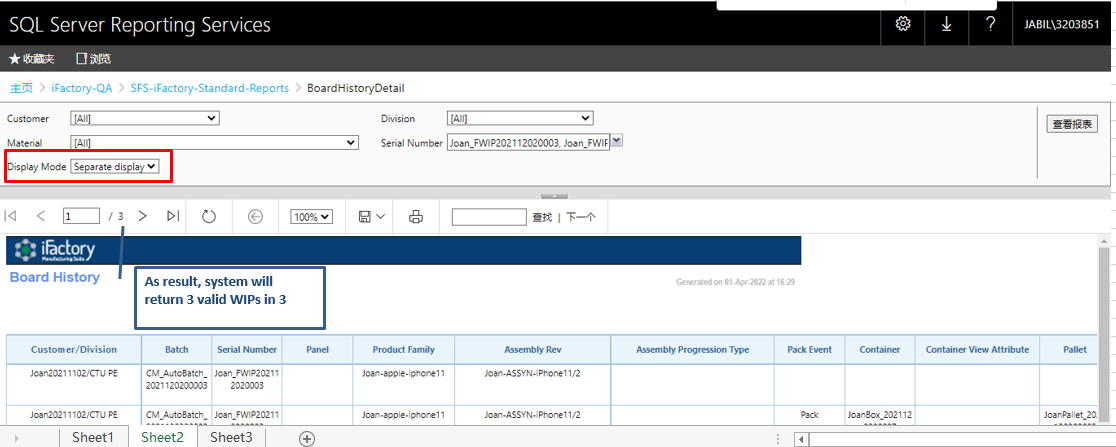 SQL Server Reporting Services
?
JABIL\3203851
收藏夹 浏览
主页 > iFactory-QA > SFS-iFactory-Standard-Reports > BoardHistoryDetail
Customer [All] Division [All] 查看报表
Material [All] Serial Number Joan_FWIP202112020003, Joan_FWIF
Display Mode Separate display
1 / 3 100% 查找 | 下一个
iFactory
Manufacturing Suite
Board History
Generated on 01-Apr-2022 at 16:29
As result, system will
return 3 valid WIPs in 3
Customer/Division Batch Serial Number Panel Product Family Assembly Rev Assembly Progression Type Pack Event Container Container View Attribute Pallet
Joan20211102/CTU PE CM_AutoBatch_ Joan_FWIP20211 Joan-apple-iphone11 Joan-ASSYN-iPhone11/2
2021120200003 2020003
Joan20211102/CTU PE CM_AutoBatch_ Joan_FWIP20211 Joan-apple-iphone11 Joan-ASSYN-iPhone11/2 Pack JoanBox_202112 JoanPallet_20
Sheet1 Sheet2 Sheet3